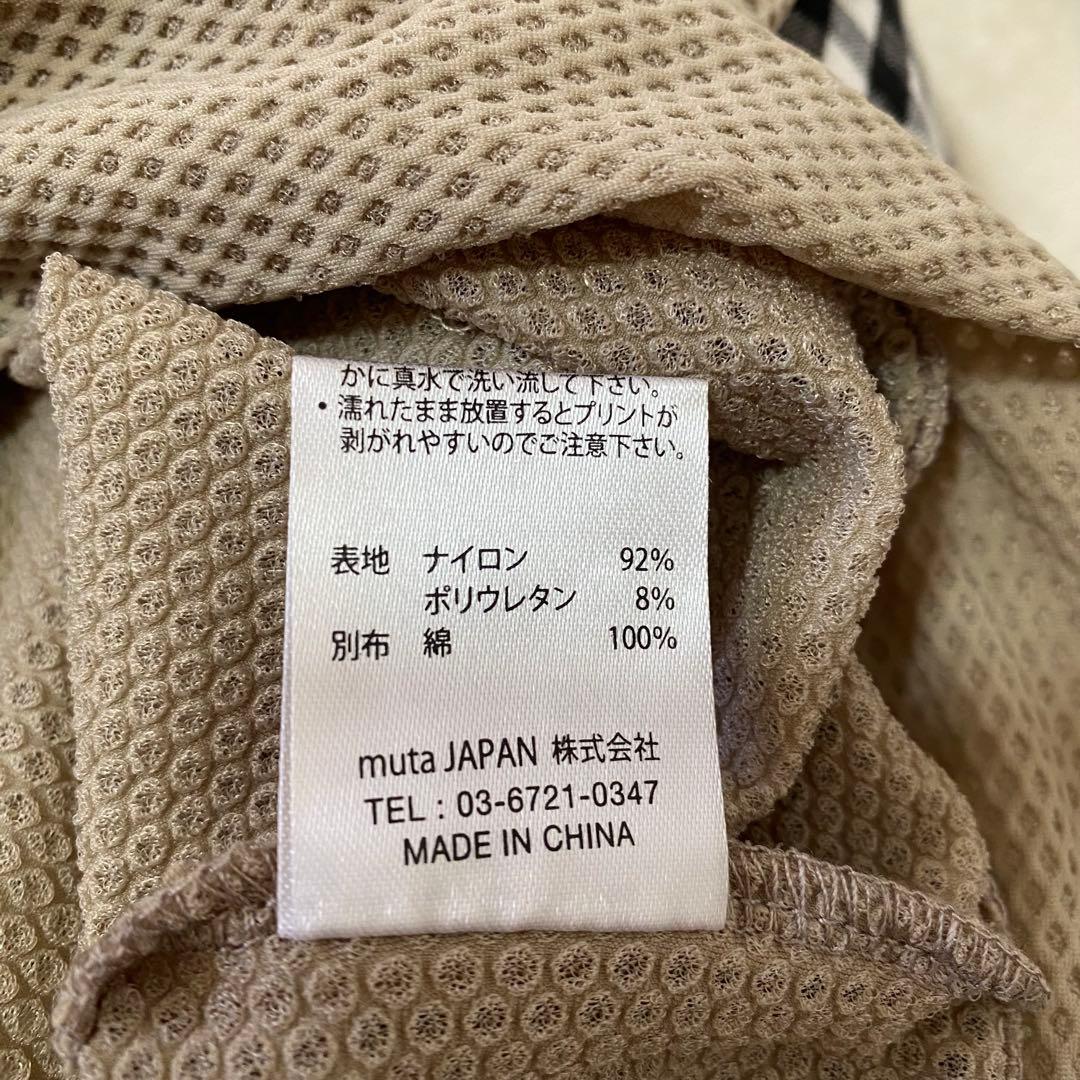 かに真水で洗い流して下さい。
・濡れたまま放置するとプリントが
剥がれやすいのでご注意下さい。
表地 ナイロン 92%
ポリウレタン 8%
別布 綿 100%
muta JAPAN 株式会社
TEL : 03-6721-0347
MADE IN CHINA